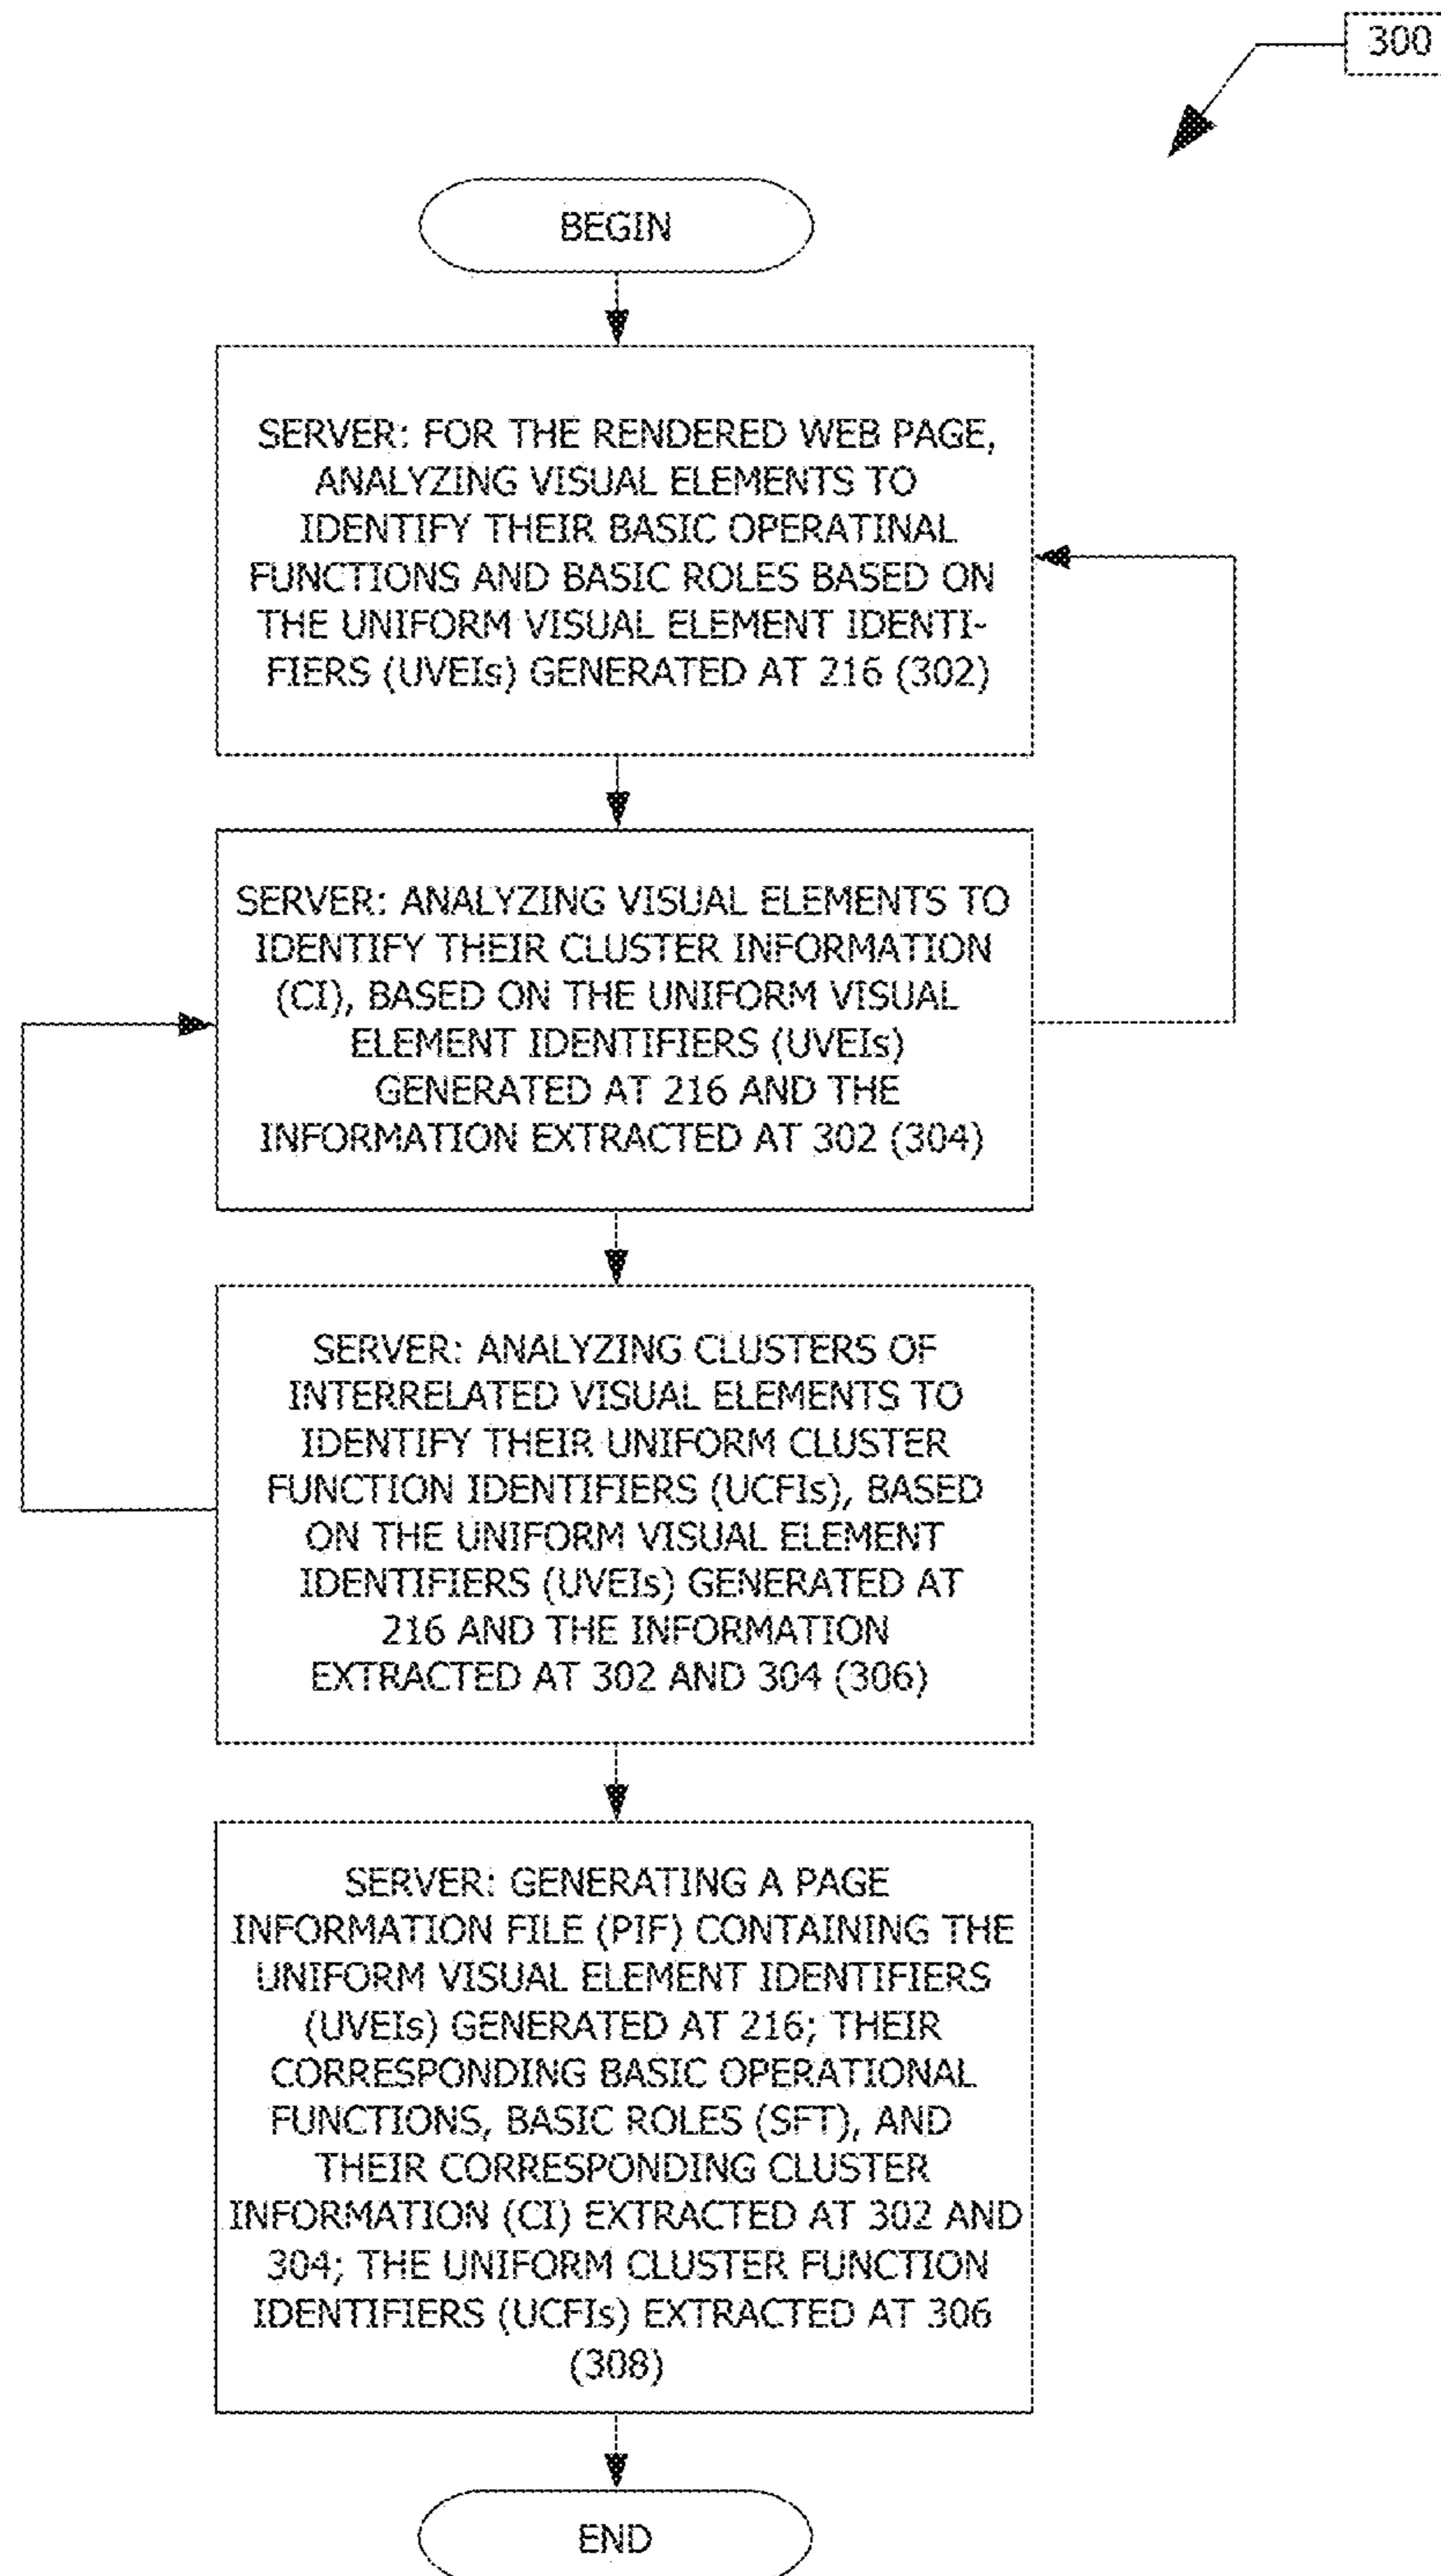 300
BEGIN
SERVER: FOR THE RENDERED WEB PAGE,
ANALYZING VISUAL ELEMENTS TO
IDENTIFY THEIR BASIC OPERATINAL
FUNCTIONS AND BASIC ROLES BASED ON
THE UNIFORM VISUAL ELEMENT IDENTI-
FIERS (UVEIs) GENERATED AT 216 (302)
SERVER: ANALYZING VISUAL ELEMENTS TO
IDENTIFY THEIR CLUSTER INFORMATION
(CI), BASED ON THE UNIFORM VISUAL
ELEMENT IDENTIFIERS (UVEIs)
GENERATED AT 216 AND THE
INFORMATION EXTRACTED AT 302 (304)
SERVER: ANALYZING CLUSTERS OF
INTERRELATED VISUAL ELEMENTS TO
IDENTIFY THEIR UNIFORM CLUSTER
FUNCTION IDENTIFIERS (UCFIs), BASED
ON THE UNIFORM VISUAL ELEMENT
IDENTIFIERS (UVEIs) GENERATED AT
216 AND THE INFORMATION
EXTRACTED AT 302 AND 304 (306)
SERVER: GENERATING A PAGE
INFORMATION FILE (PIF) CONTAINING THE
UNIFORM VISUAL ELEMENT IDENTIFIERS
(UVEIs) GENERATED AT 216; THEIR
CORRESPONDING BASIC OPERATIONAL
FUNCTIONS, BASIC ROLES (SFT), AND
THEIR CORRESPONDING CLUSTER
INFORMATION (CI) EXTRACTED AT 302 AND
304; THE UNIFORM CLUSTER FUNCTION
IDENTIFIERS (UCFIs) EXTRACTED AT 306
(308)
END